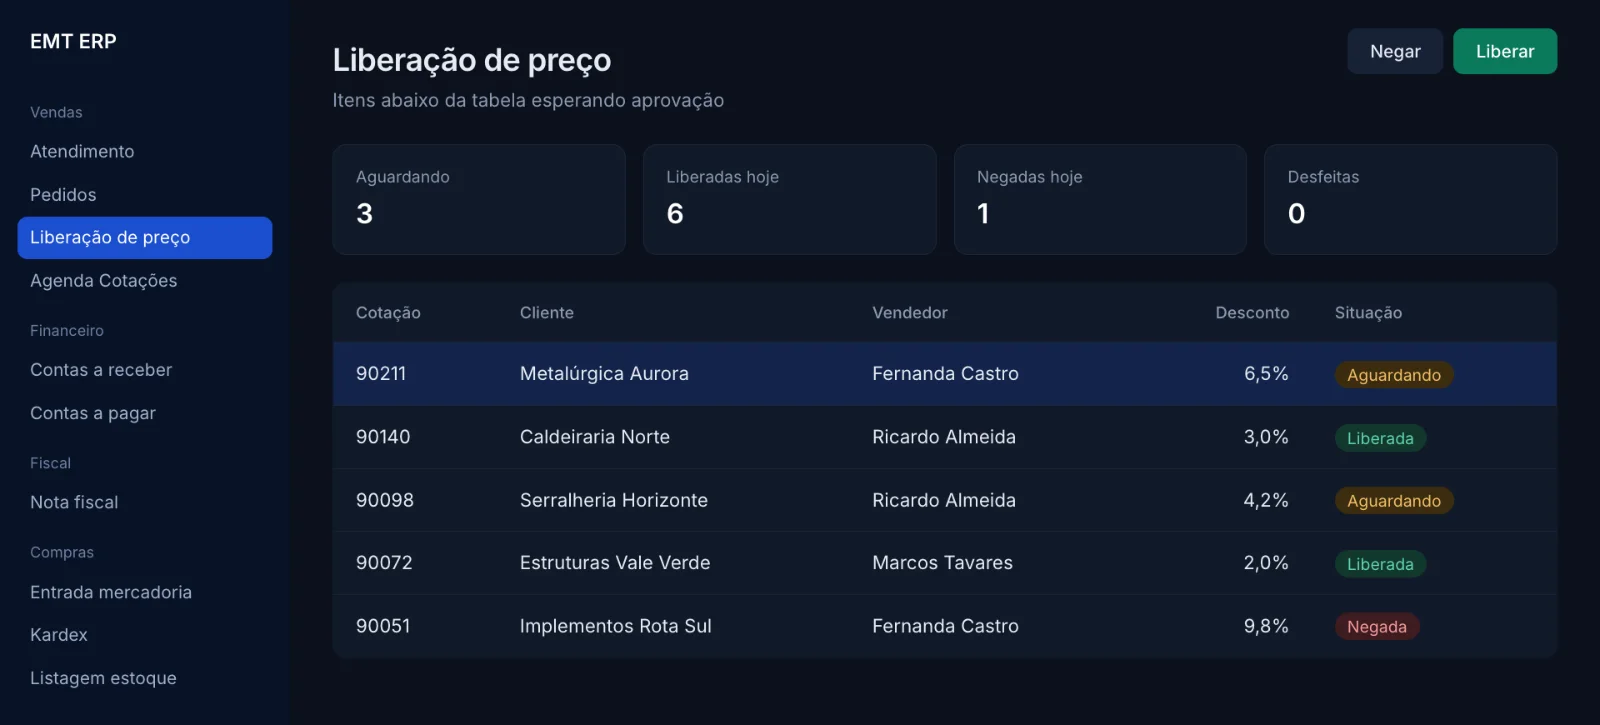 EMT ERP
Vendas
Atendimento
Pedidos
Liberação de preço
Agenda Cotações
Financeiro
Contas a receber
Contas a pagar
Fiscal
Nota fiscal
Compras
Entrada mercadoria
Kardex
Listagem estoque
Liberação de preço
Itens abaixo da tabela esperando aprovação
Negar
Liberar
Aguardando
3
Liberadas hoje
6
Negadas hoje
1
Desfeitas
0
Cotação Cliente Vendedor Desconto Situação
90211 Metalúrgica Aurora Fernanda Castro 6,5% Aguardando
90140 Caldeiraria Norte Ricardo Almeida 3,0% Liberada
90098 Serralheria Horizonte Ricardo Almeida 4,2% Aguardando
90072 Estruturas Vale Verde Marcos Tavares 2,0% Liberada
90051 Implementos Rota Sul Fernanda Castro 9,8% Negada